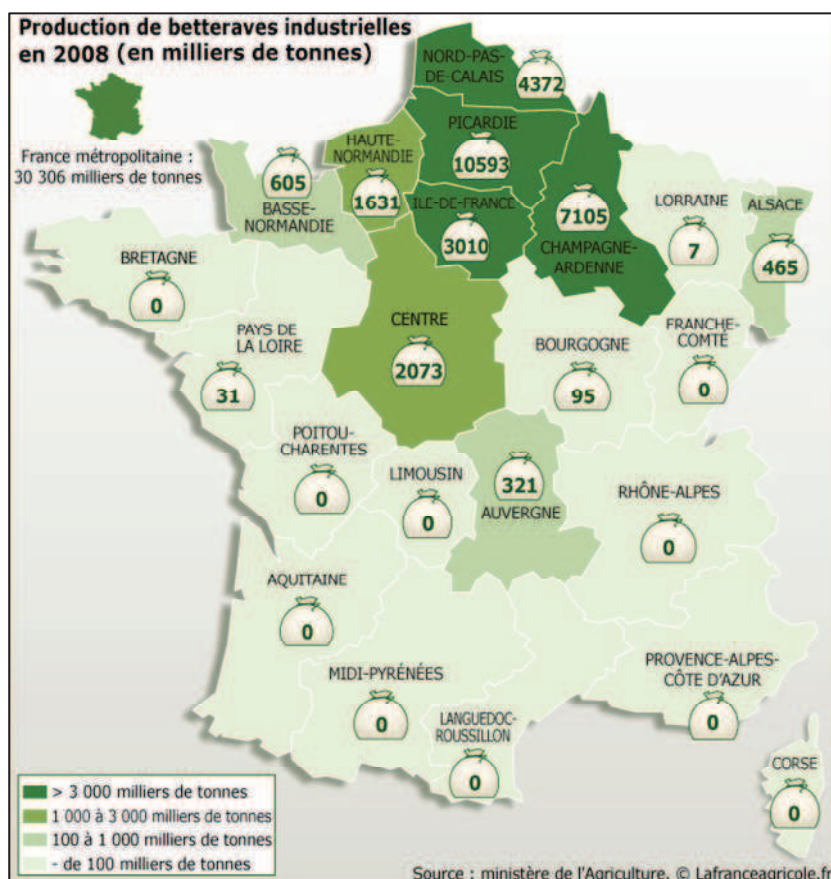 Production de betteraves industrielles
en 2008 (en milliers de tonnes)
France métropolitaine :
30 306 milliers de tonnes
NORD-PAS-
DE-CALAIS
4372
PICARDIE
10593
HAUTE-
NORMANDIE
1631
605
BASSE-
NORMANDIE
ILE-DE-FRANCE
3010
7105
CHAMPAGNE-
ARDENNE
LORRAINE
7
ALSACE
465
BRETAGNE
0
PAYS DE
LA LOIRE
31
CENTRE
2073
BOURGOGNE
95
FRANCHE-
COMTÉ
0
POITOU-
CHARENTES
0
LIMOUSIN
0
321
AUVERGNE
RHÔNE-ALPES
0
AQUITAINE
0
MIDI-PYRÉNÉES
0
LANGUEDOC-
ROUSSILLON
0
PROVENCE-ALPES-
CÔTE D'AZUR
0
CORSE
0
> 3 000 milliers de tonnes
1 000 à 3 000 milliers de tonnes
100 à 1 000 milliers de tonnes
- de 100 milliers de tonnes
Source : ministère de l'Agriculture. © Lafranceagricole.fr